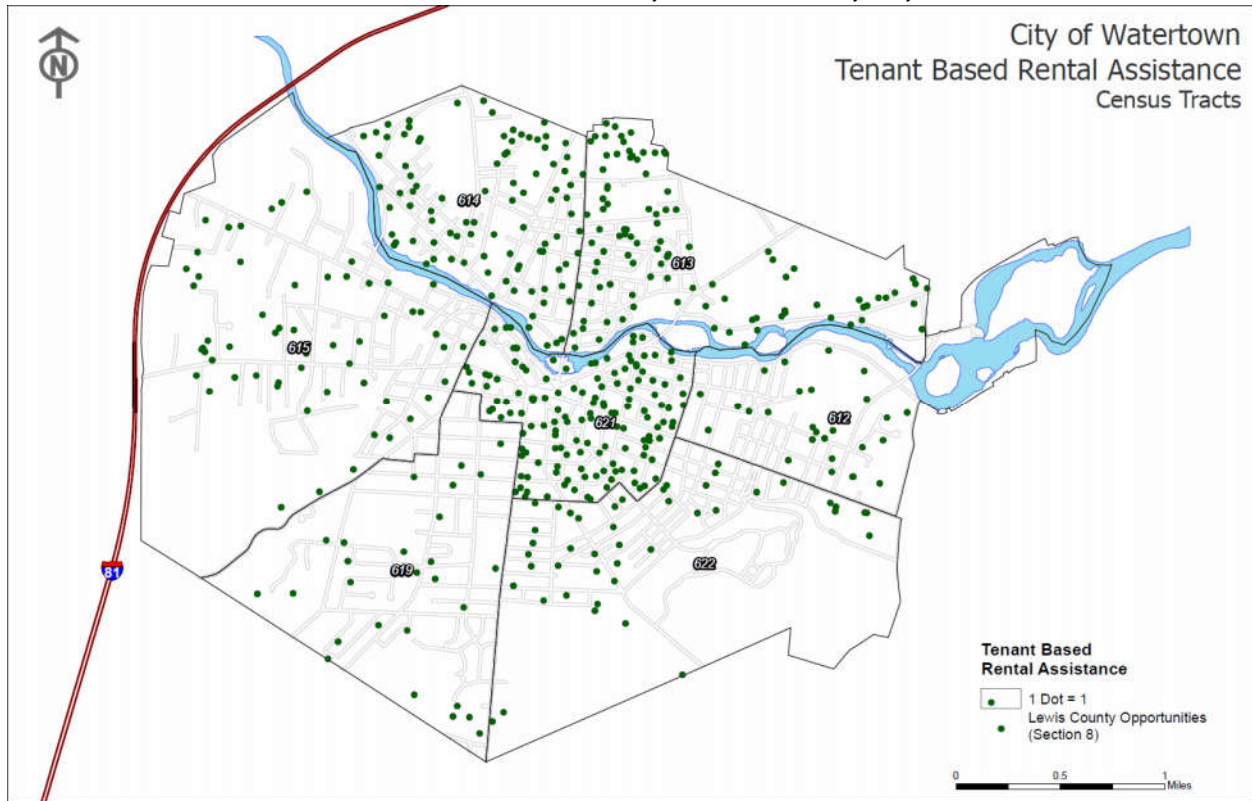 City of Watertown
Tenant Based Rental Assistance
Census Tracts
N
614
613
615
621
612
622
619
81
Tenant Based
Rental Assistance
1 Dot = 1
Lewis County Opportunities
(Section 8)
0 0.5 1
Miles